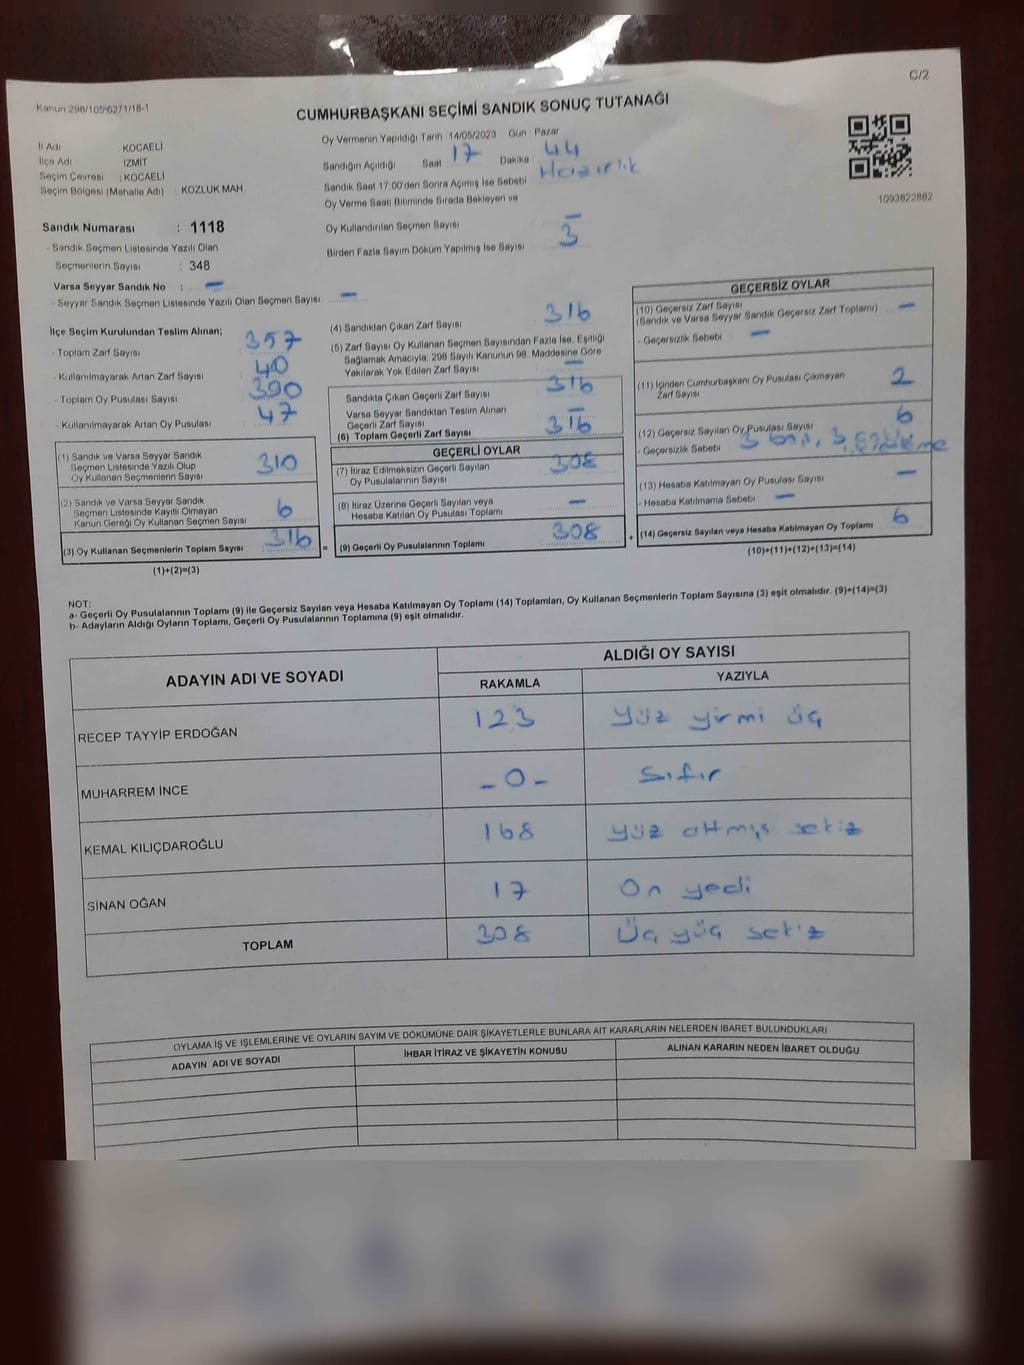 C/2
Kanun 298/105-6271/16-1
CUMHURBAŞKANI SEÇİMİ SANDIK SONUÇ TUTANAĞI
İl Adı KOCAELİ
İlçe Adı İZMİT
Seçim Çevresi : KOCAELİ
Seçim Bölgesi (Mahalle Adı) : KOZLUK MAH.
Oy Vermenin Yapıldığı Tarih 14/05/2023 Gün : Pazar
Sandığın Açıldığı Saat 17 Dakika 44
Sandık Saat 17.00'den Sonra Açımış İse Sebebi Hazırlık
Oy Verme Saati Bitiminde Sırada Bekleyen ve
Oy Kullandırılan Seçmen Sayısı –
Birden Fazla Sayım Döküm Yapılmış İse Sayısı 3
1093622862
Sandık Numarası : 1118
- Sandık Seçmen Listesinde Yazılı Olan
Seçmenlerin Sayısı : 348
Varsa Seyyar Sandık No : –
- Seyyar Sandık Seçmen Listesinde Yazılı Olan Seçmen Sayısı: –
İlçe Seçim Kurulundan Teslim Alınan;
- Toplam Zarf Sayısı 357
- Kullanılmayarak Artan Zarf Sayısı 40
- Toplam Oy Pusulası Sayısı 390
- Kullanılmayarak Artan Oy Pusulası 47
(1) Sandık ve Varsa Seyyar Sandık
Seçmen Listesinde Yazılı Olup
Oy Kullanan Seçmenlerin Sayısı 310
(2) Sandık ve Varsa Seyyar Sandık
Seçmen Listesinde Kayıtlı Olmayan
Kanun Gereği Oy Kullanan Seçmen Sayısı 6
(3) Oy Kullanan Seçmenlerin Toplam Sayısı 316 =
(1)+(2)=(3)
(4) Sandıktan Çıkan Zarf Sayısı 316
(5) Zarf Sayısı Oy Kullanan Seçmen Sayısından Fazla İse, Eşitliği
Sağlamak Amacıyla, 298 Sayılı Kanunun 98. Maddesine Göre
Yakılarak Yok Edilen Zarf Sayısı –
Sandıkta Çıkan Geçerli Zarf Sayısı 316
Varsa Seyyar Sandıktan Teslim Alınan
Geçerli Zarf Sayısı –
(6) Toplam Geçerli Zarf Sayısı 316
GEÇERLİ OYLAR
(7) İtiraz Edilmeksizin Geçerli Sayılan
Oy Pusulalarının Sayısı 308
(8) İtiraz Üzerine Geçerli Sayılan veya
Hesaba Katılan Oy Pusulası Toplamı –
(9) Geçerli Oy Pusulalarının Toplamı 308 +
GEÇERSİZ OYLAR
(10) Geçersiz Zarf Sayısı
(Sandık ve Varsa Seyyar Sandık Geçersiz Zarf Toplamı) –
- Geçersizlik Sebebi –
(11) İçinden Cumhurbaşkanı Oy Pusulası Çıkmayan
Zarf Sayısı 2
(12) Geçersiz Sayılan Oy Pusulası Sayısı 6
- Geçersizlik Sebebi 3
(13) Hesaba Katılmayan Oy Pusulası Sayısı –
- Hesaba Katılmama Sebebi –
(14) Geçersiz Sayılan veya Hesaba Katılmayan Oy Toplamı 6
(10)+(11)+(12)+(13)=(14)
NOT:
a- Geçerli Oy Pusulalarının Toplamı (9) ile Geçersiz Sayılan veya Hesaba Katılmayan Oy Toplamı (14) Toplamları, Oy Kullanan Seçmenlerin Toplam Sayısına (3) eşit olmalıdır. (9)+(14)=(3)
b- Adayların Aldığı Oyların Toplamı, Geçerli Oy Pusulalarının Toplamına (9) eşit olmalıdır.
ADAYIN ADI VE SOYADI
ALDIĞI OY SAYISI
RAKAMLA YAZIYLA
RECEP TAYYİP ERDOĞAN 123 yüz yirmi üç
MUHARREM İNCE -0- Sıfır
KEMAL KILIÇDAROĞLU 168 yüz altmış sekiz
SİNAN OĞAN 17 On yedi
TOPLAM 308 Üç yüz sekiz
OYLAMA İŞ VE İŞLEMLERİNE VE OYLARIN SAYIM VE DÖKÜMÜNE DAİR ŞİKAYETLERLE BUNLARA AİT KARARLARIN NELERDEN İBARET BULUNDUKLARI
ADAYIN ADI VE SOYADI İHBAR İTİRAZ VE ŞİKAYETİN KONUSU ALINAN KARARIN NEDEN İBARET OLDUĞU